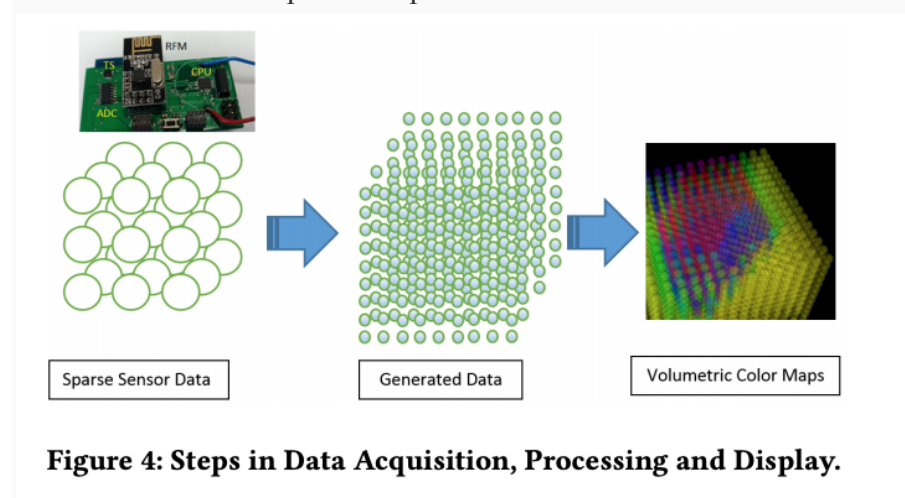 RFM
TS
CPU
ADC
Sparse Sensor Data
Generated Data
Volumetric Color Maps
Figure 4: Steps in Data Acquisition, Processing and Display.